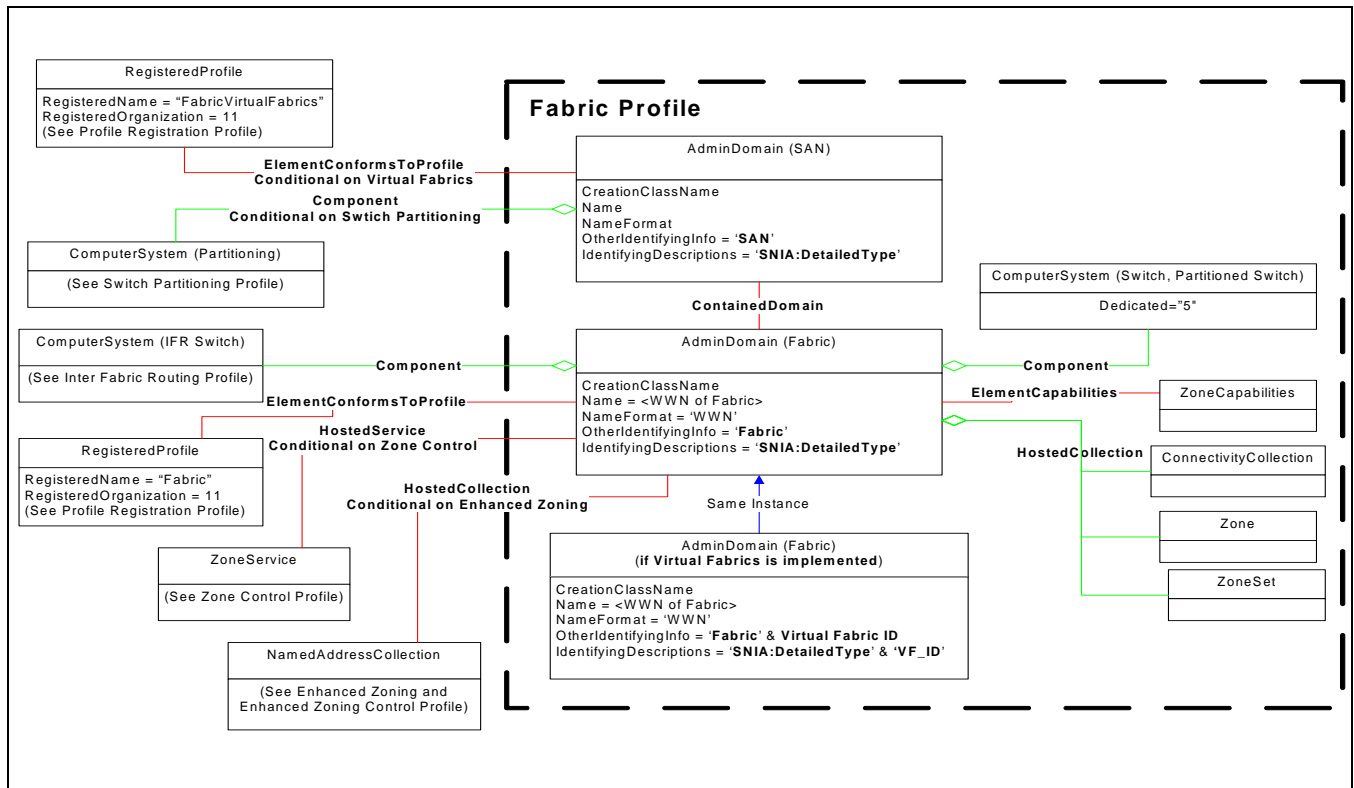 RegisteredProfile
RegisteredName = “FabricVirtualFabrics”
RegisteredOrganization = 11
(See Profile Registration Profile)
Fabric Profile
ElementConformsToProfile
Conditional on Virtual Fabrics
AdminDomain (SAN)
CreationClassName
Name
NameFormat
OtherIdentifyingInfo = ‘SAN’
IdentifyingDescriptions = ‘SNIA:DetailedType’
Component
Conditional on Swtich Partitioning
ComputerSystem (Partitioning)
(See Switch Partitioning Profile)
ContainedDomain
ComputerSystem (Switch, Partitioned Switch)
Dedicated=”5"
ComputerSystem (IFR Switch)
(See Inter Fabric Routing Profile)
Component
AdminDomain (Fabric)
CreationClassName
Name = <WWN of Fabric>
NameFormat = ‘WWN’
OtherIdentifyingInfo = ‘Fabric’
IdentifyingDescriptions = ‘SNIA:DetailedType’
Component
ElementCapabilities
ZoneCapabilities
ElementConformsToProfile
HostedService
Conditional on Zone Control
RegisteredProfile
RegisteredName = “Fabric”
RegisteredOrganization = 11
(See Profile Registration Profile)
HostedCollection
ConnectivityCollection
Zone
ZoneSet
HostedCollection
Conditional on Enhanced Zoning
Same Instance
ZoneService
(See Zone Control Profile)
AdminDomain (Fabric)
(if Virtual Fabrics is implemented)
CreationClassName
Name = <WWN of Fabric>
NameFormat = ‘WWN’
OtherIdentifyingInfo = ‘Fabric’ & Virtual Fabric ID
IdentifyingDescriptions = ‘SNIA:DetailedType’ & ‘VF_ID’
NamedAddressCollection
(See Enhanced Zoning and
Enhanced Zoning Control Profile)